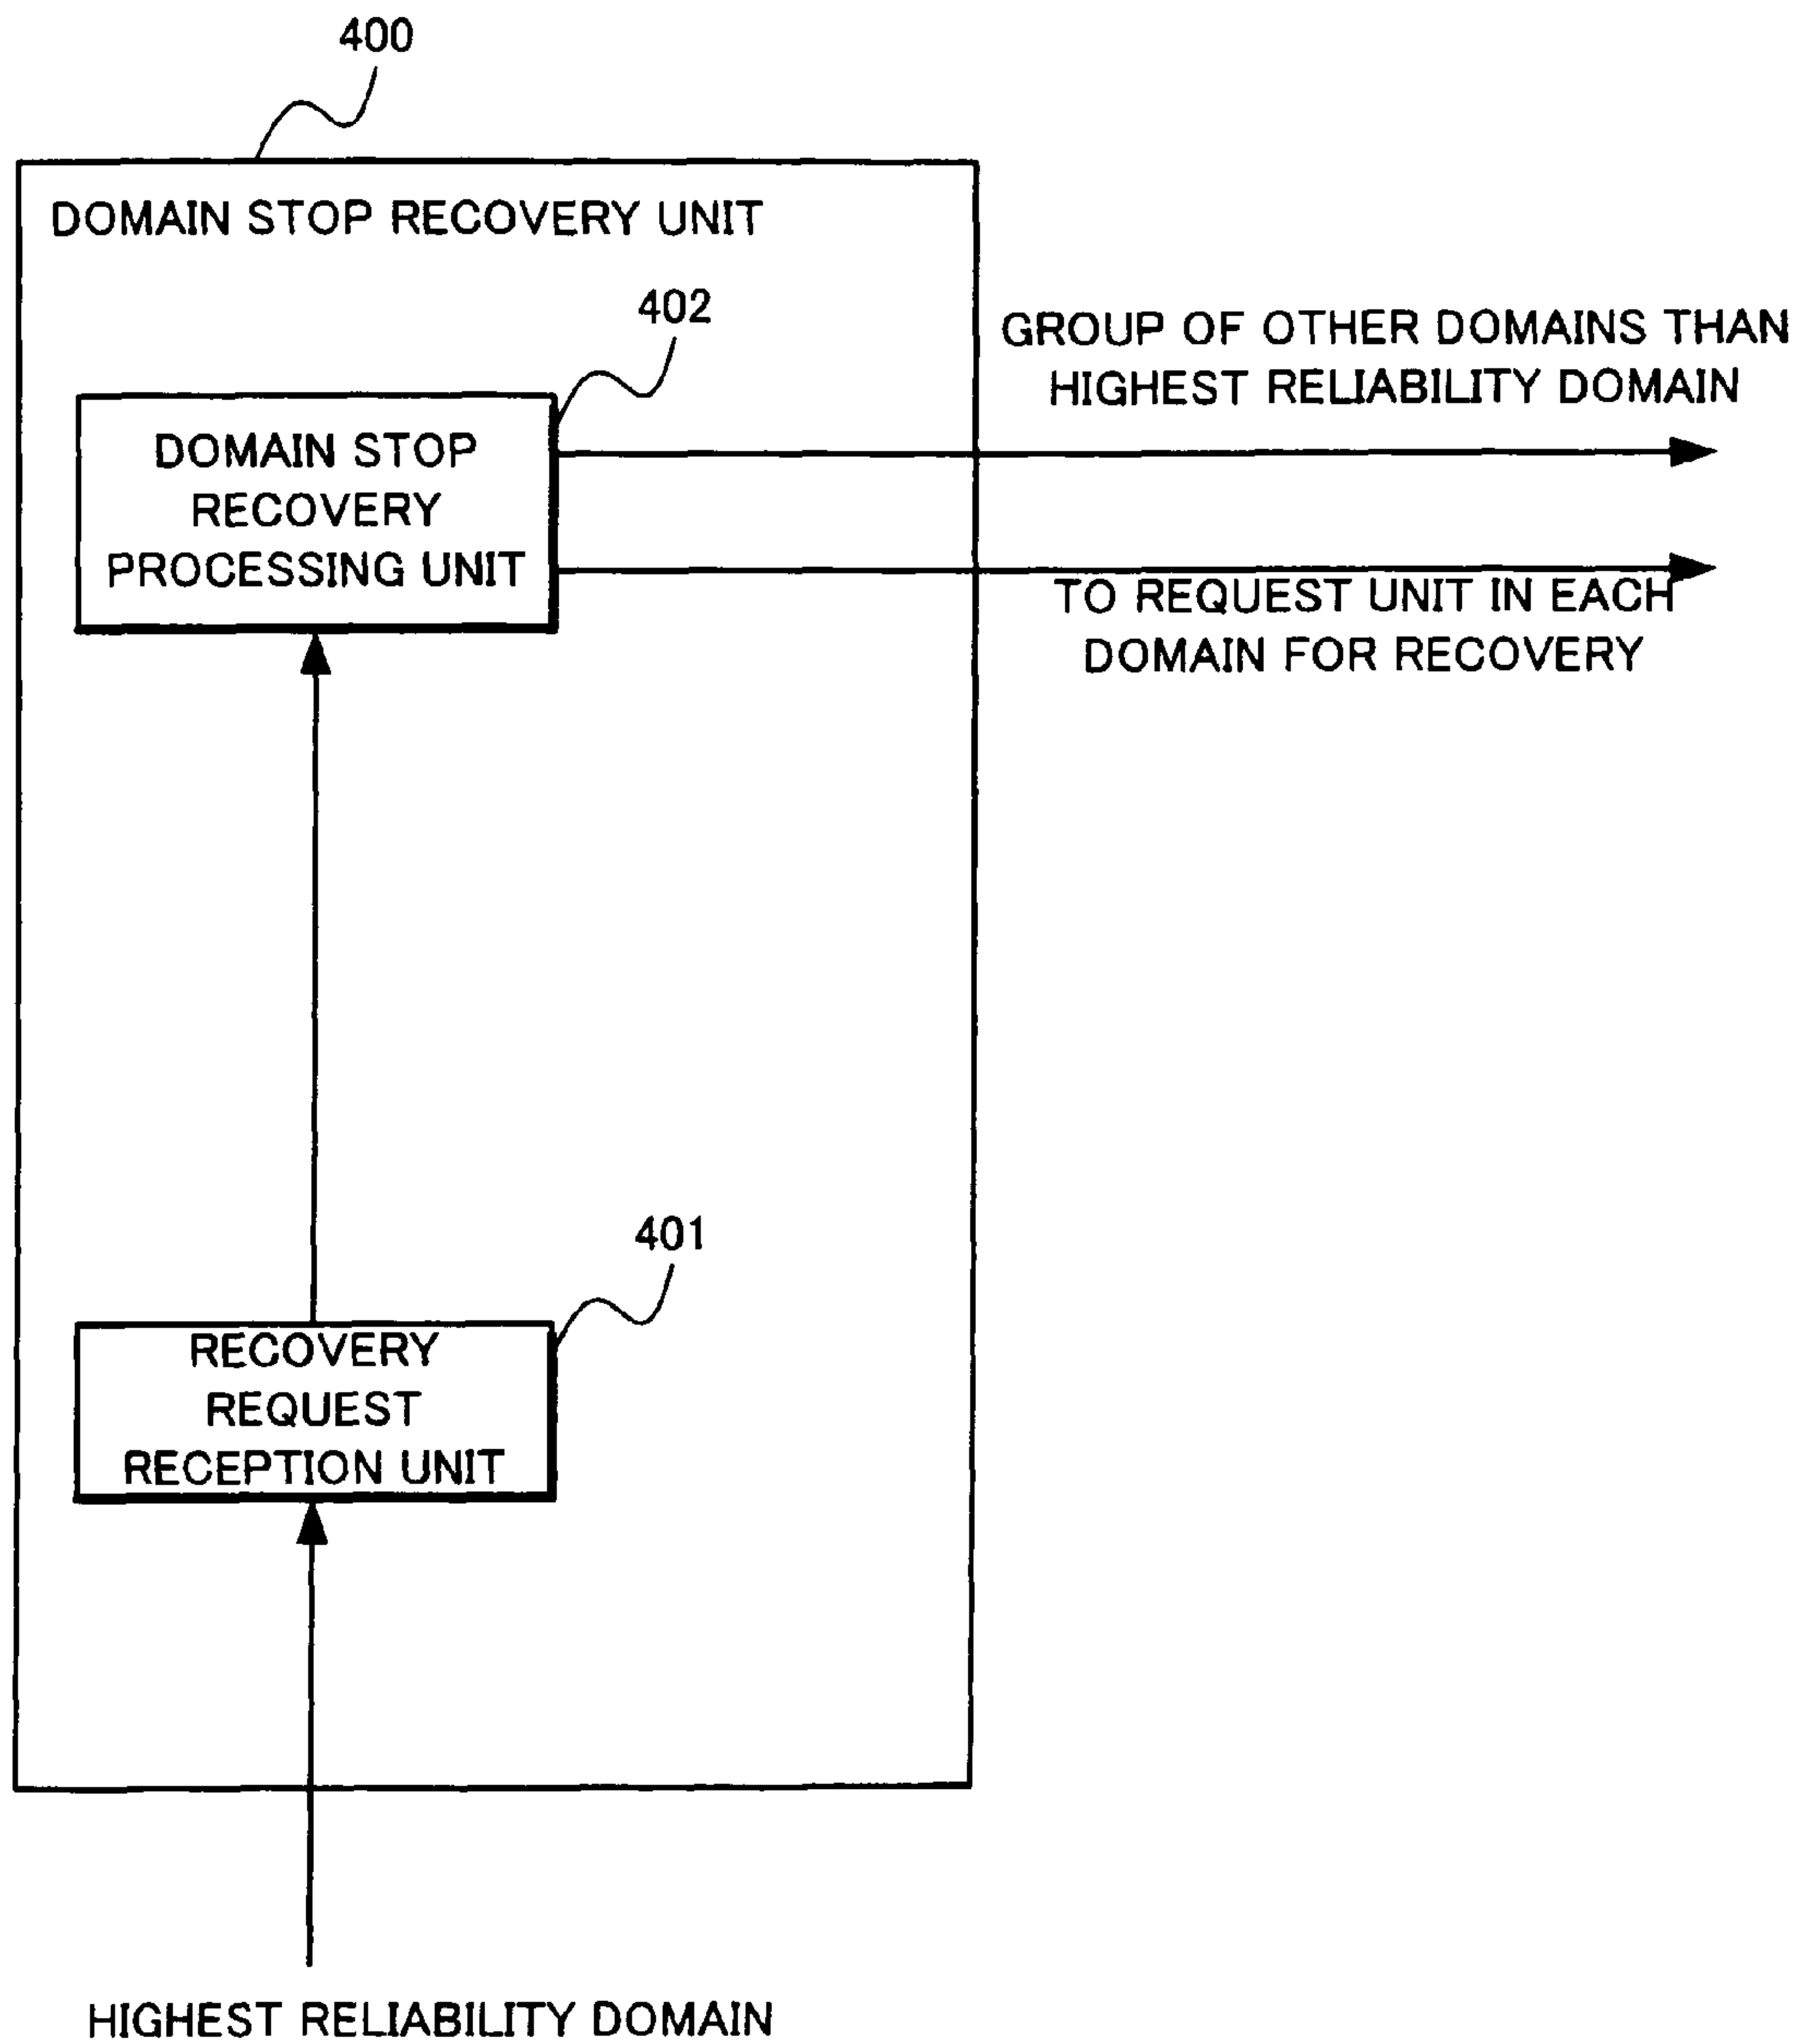 400
DOMAIN STOP RECOVERY UNIT
402
GROUP OF OTHER DOMAINS THAN
HIGHEST RELIABILITY DOMAIN
DOMAIN STOP
RECOVERY
PROCESSING UNIT
TO REQUEST UNIT IN EACH
DOMAIN FOR RECOVERY
401
RECOVERY
REQUEST
RECEPTION UNIT
HIGHEST RELIABILITY DOMAIN